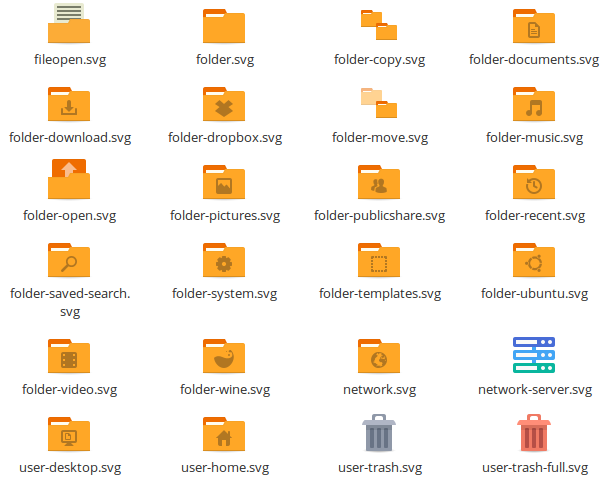 fileopen.svg
folder.svg
folder-copy.svg
folder-documents.svg
folder-download.svg
folder-dropbox.svg
folder-move.svg
folder-music.svg
folder-open.svg
folder-pictures.svg
folder-publicshare.svg
folder-recent.svg
folder-saved-search.
svg
folder-system.svg
folder-templates.svg
folder-ubuntu.svg
folder-video.svg
folder-wine.svg
network.svg
network-server.svg
user-desktop.svg
user-home.svg
user-trash.svg
user-trash-full.svg